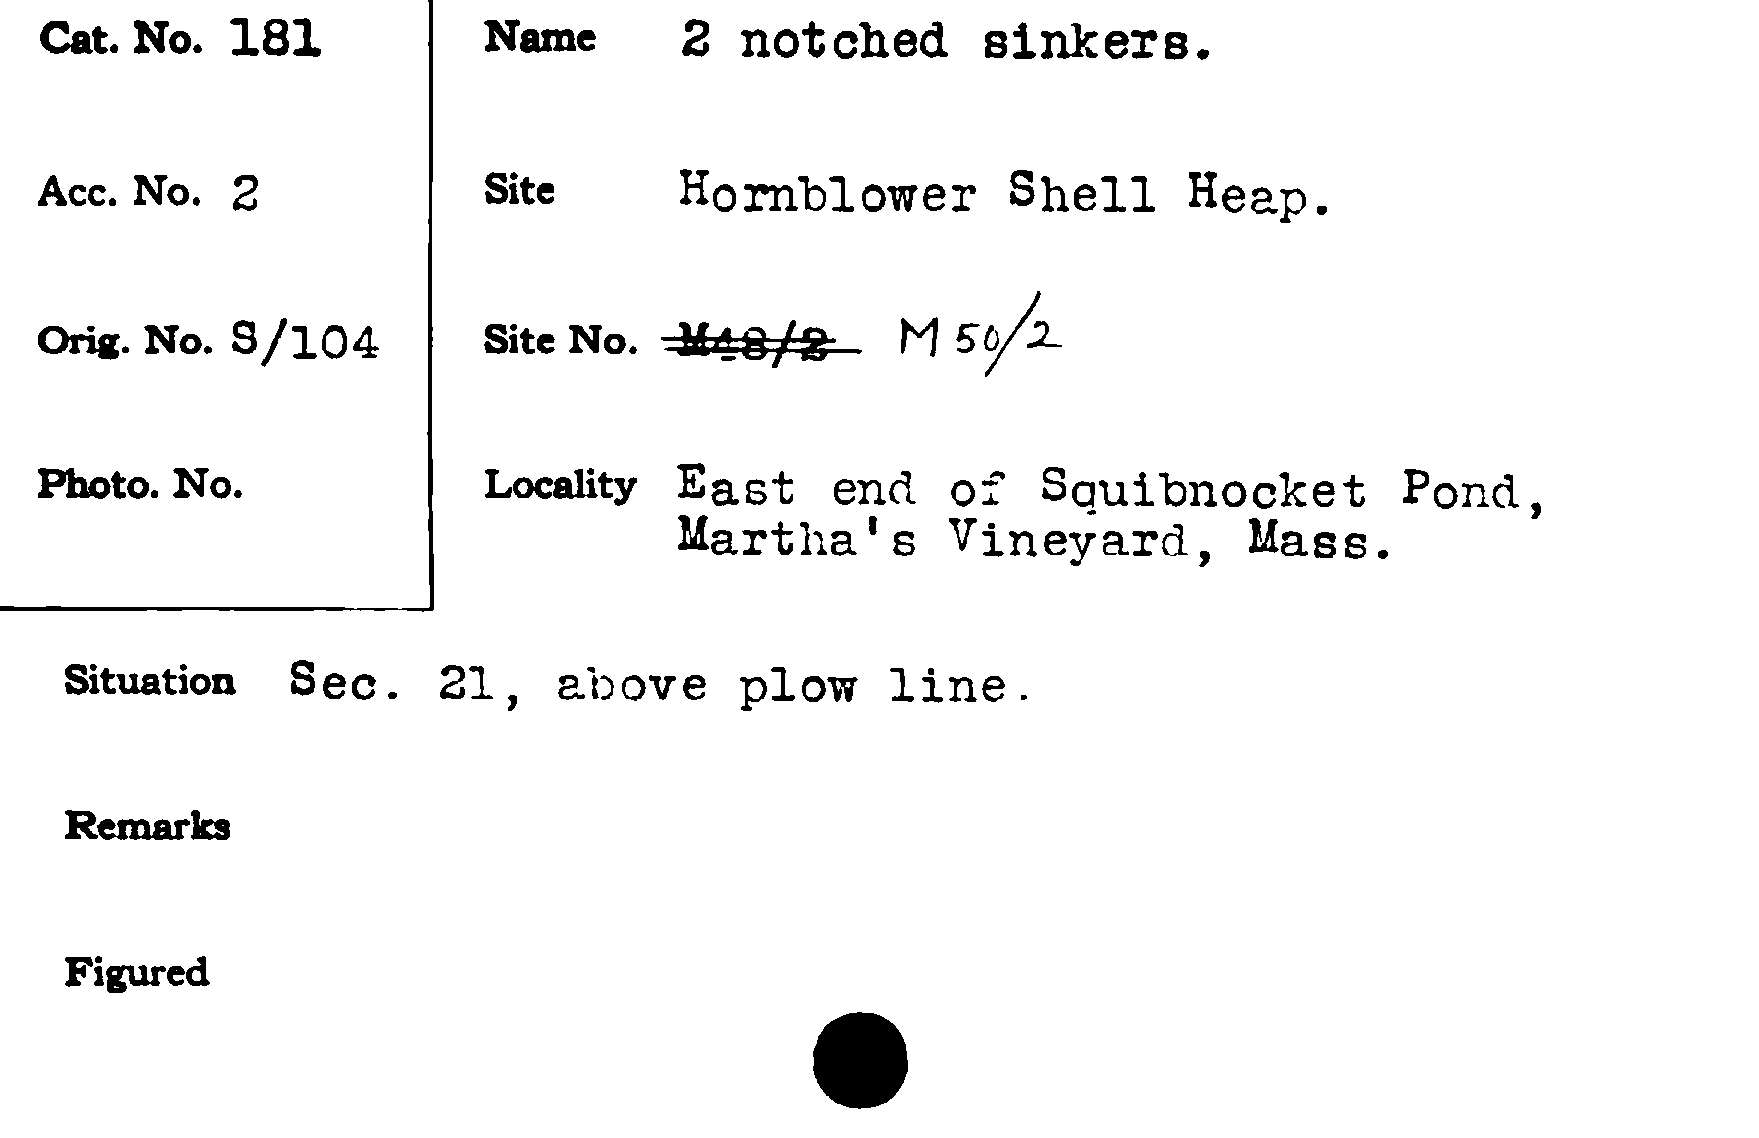 Cat. No. 181
Name 2 notched sinkers.
Acc. No. 2
Site Hornblower Shell Heap.
Orig. No. S/104
Site No. M48/2 M50/2
Photo. No.
Locality East end of Squibnocket Pond,
Martha's Vineyard, Mass.
Situation Sec. 21, above plow line.
Remarks
Figured